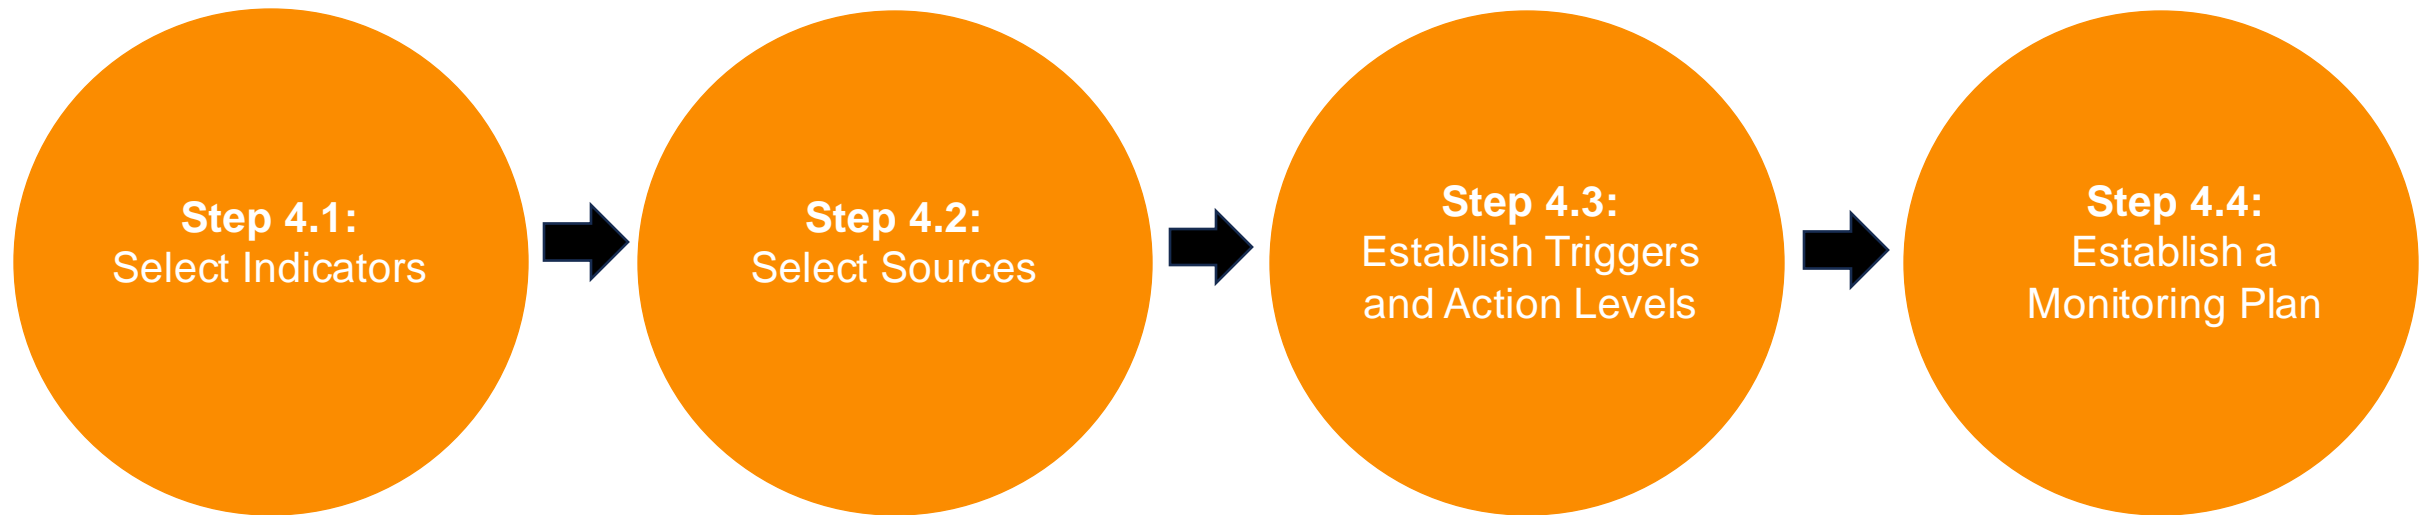 Step 4.1:
Select Indicators
Step 4.2:
Select Sources
Step 4.3:
Establish Triggers
and Action Levels
Step 4.4:
Establish a
Monitoring Plan